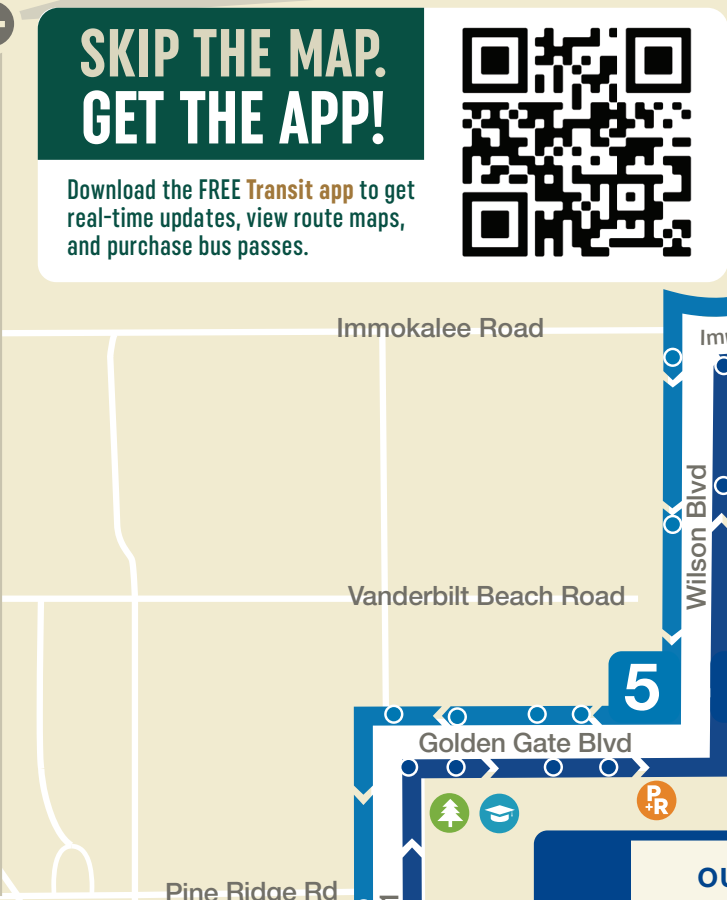 SKIP THE MAP.
GET THE APP!
Download the FREE Transit app to get
real-time updates, view route maps,
and purchase bus passes.
Immokalee Road
Wilson Blvd
Vanderbilt Beach Road
5
Golden Gate Blvd
P
+R
Pine Ridge Rd